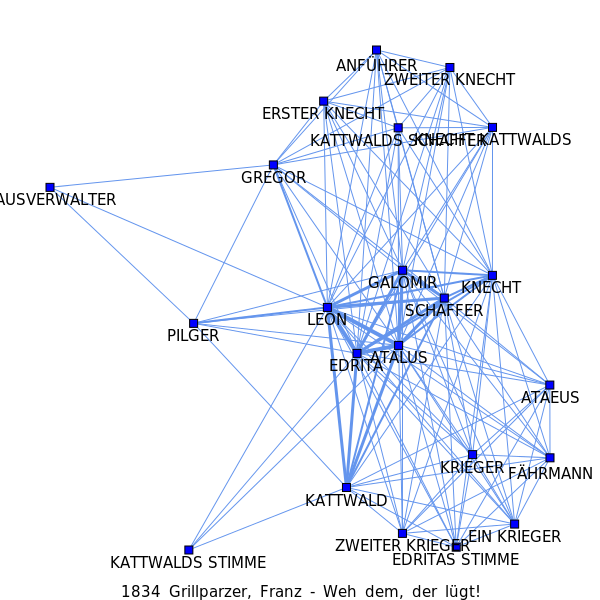 ANFÜHRER
ZWEITER KNECHT
ERSTER KNECHT
KATTWALDS SCHAFFER
KNECHT KATTWALDS
GREGOR
AUSVERWALTER
GALOMIR
KNECHT
SCHAFFER
LEON
PILGER
ATALUS
EDRITA
ATAEUS
KRIEGER
FÄHRMANN
KATTWALD
EIN KRIEGER
ZWEITER KRIEGER
EDRITAS STIMME
KATTWALDS STIMME
1834 Grillparzer, Franz - Weh dem, der lügt!